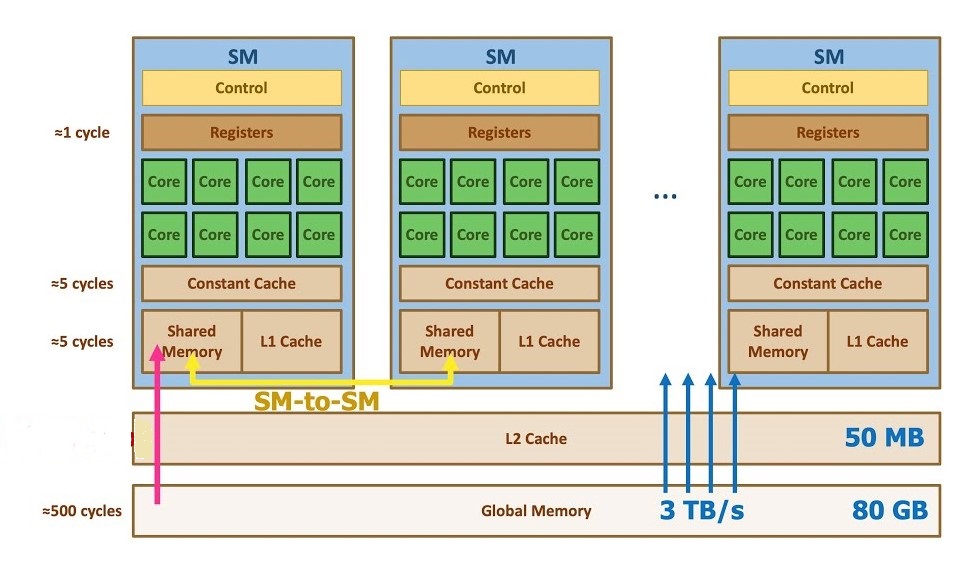 SM SM SM
Control Control Control
≈1 cycle Registers Registers Registers
Core Core Core Core Core Core Core Core Core Core Core Core
...
Core Core Core Core Core Core Core Core Core Core Core Core
≈5 cycles Constant Cache Constant Cache Constant Cache
≈5 cycles Shared Memory L1 Cache Shared Memory L1 Cache Shared Memory L1 Cache
SM-to-SM
L2 Cache 50 MB
≈500 cycles Global Memory 3 TB/s 80 GB